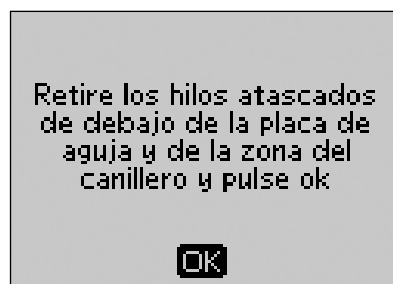 Retire los hilos atascados
de debajo de la placa de
aguja y de la zona del
canillero y pulse ok
OK